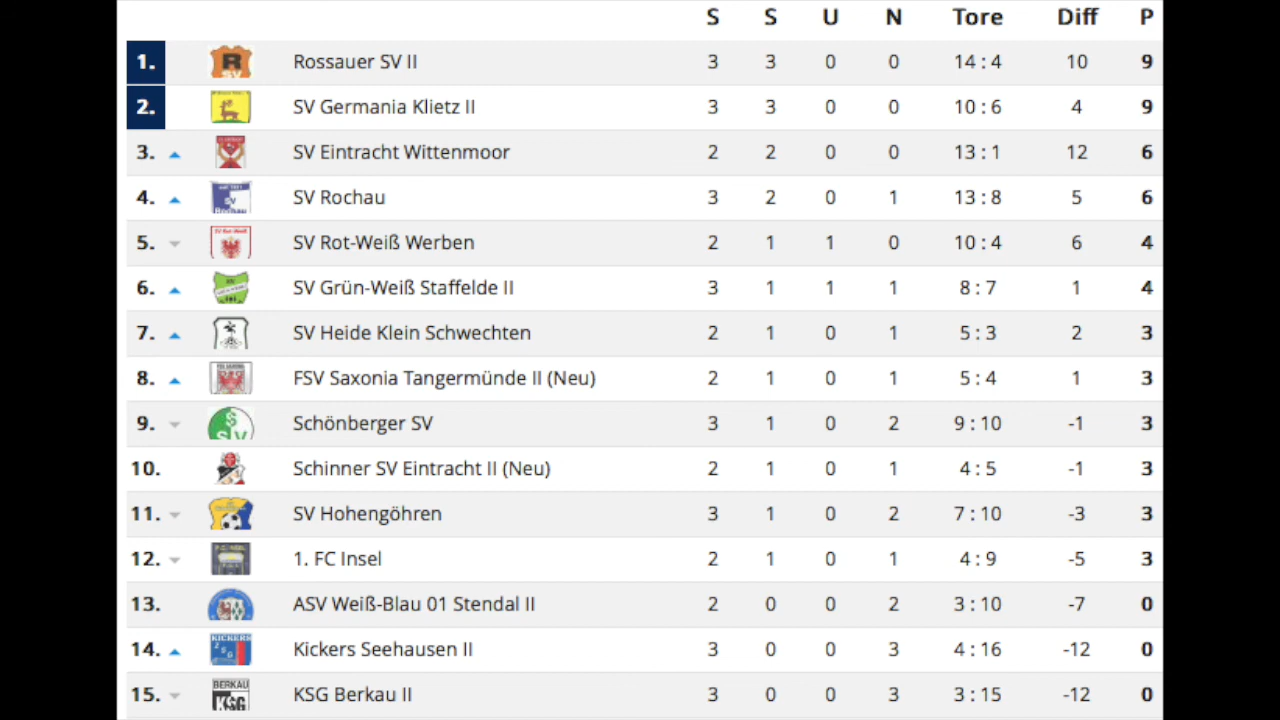 S S U N Tore Diff P
1. R SV Rossauer SV II 3 3 0 0 14 : 4 10 9
2. SV Germania Klietz II 3 3 0 0 10 : 6 4 9
3. SV Eintracht Wittenmoor 2 2 0 0 13 : 1 12 6
4. SV Rochau SV Rochau 3 2 0 1 13 : 8 5 6
5. SV Rot-Weiß SV Rot-Weiß Werben 2 1 1 0 10 : 4 6 4
6. SV Grün-Weiß Staffelde II 3 1 1 1 8 : 7 1 4
7. SV Heide Klein Schwechten 2 1 0 1 5 : 3 2 3
8. FSV Saxonia Tangermünde II (Neu) 2 1 0 1 5 : 4 1 3
9. S SV Schönberger SV 3 1 0 2 9 : 10 -1 3
10. Schinner SV Eintracht II (Neu) 2 1 0 1 4 : 5 -1 3
11. SV Hohengöhren 3 1 0 2 7 : 10 -3 3
12. 1. FC Insel 2 1 0 1 4 : 9 -5 3
13. ASV Weiß-Blau 01 Stendal II 2 0 0 2 3 : 10 -7 0
14. KICKERS Kickers Seehausen II 3 0 0 3 4 : 16 -12 0
15. BERKAU KSG KSG Berkau II 3 0 0 3 3 : 15 -12 0